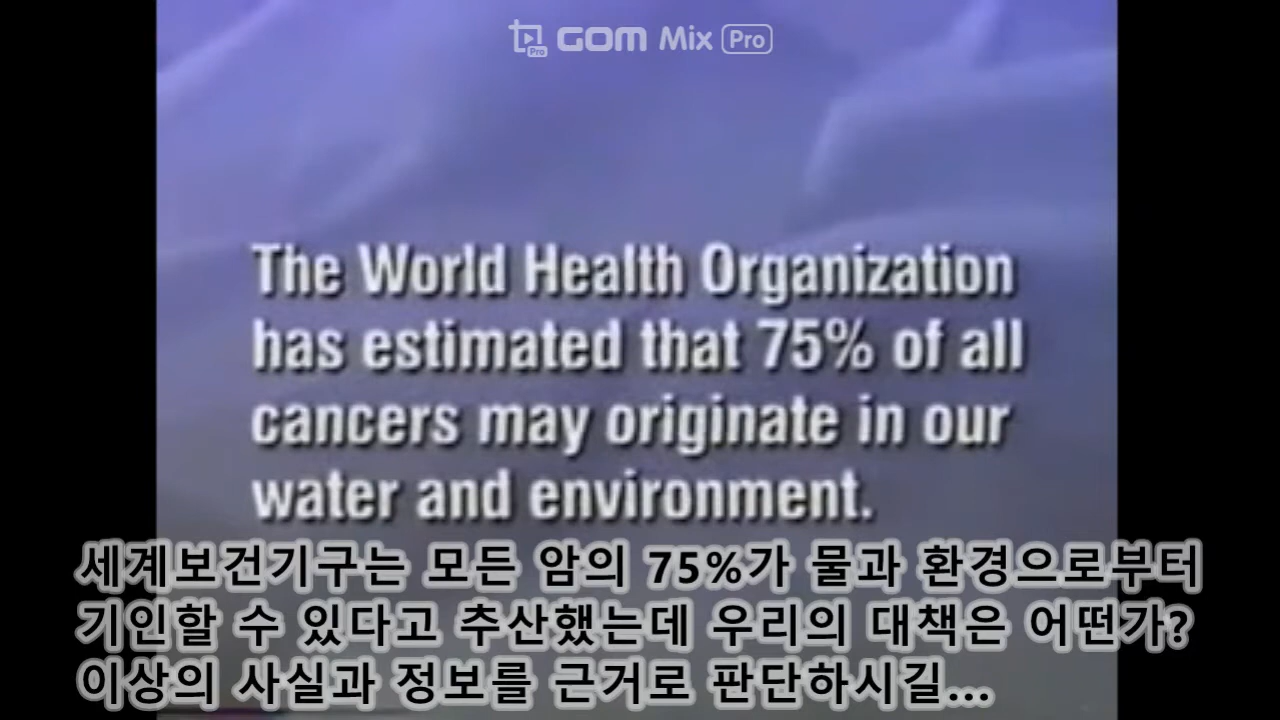 GOM Mix Pro
The World Health Organization
has estimated that 75% of all
cancers may originate in our
water and environment.
세계보건기구는 모든 암의 75%가 물과 환경으로부터
기인할 수 있다고 추산했는데 우리의 대책은 어떤가?
이상의 사실과 정보를 근거로 판단하시길...